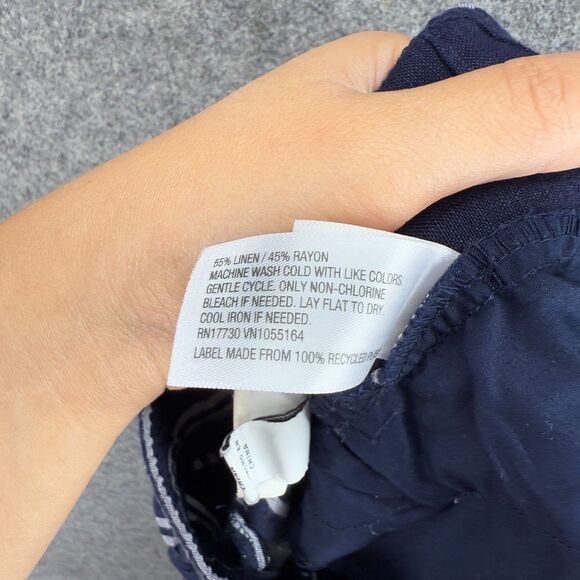 55% LINEN / 45% RAYON
MACHINE WASH COLD WITH LIKE COLORS.
GENTLE CYCLE. ONLY NON-CHLORINE
BLEACH IF NEEDED. LAY FLAT TO DRY.
COOL IRON IF NEEDED.
RN17730 VN1055164
LABEL MADE FROM 100% RECYCLED
CHINA